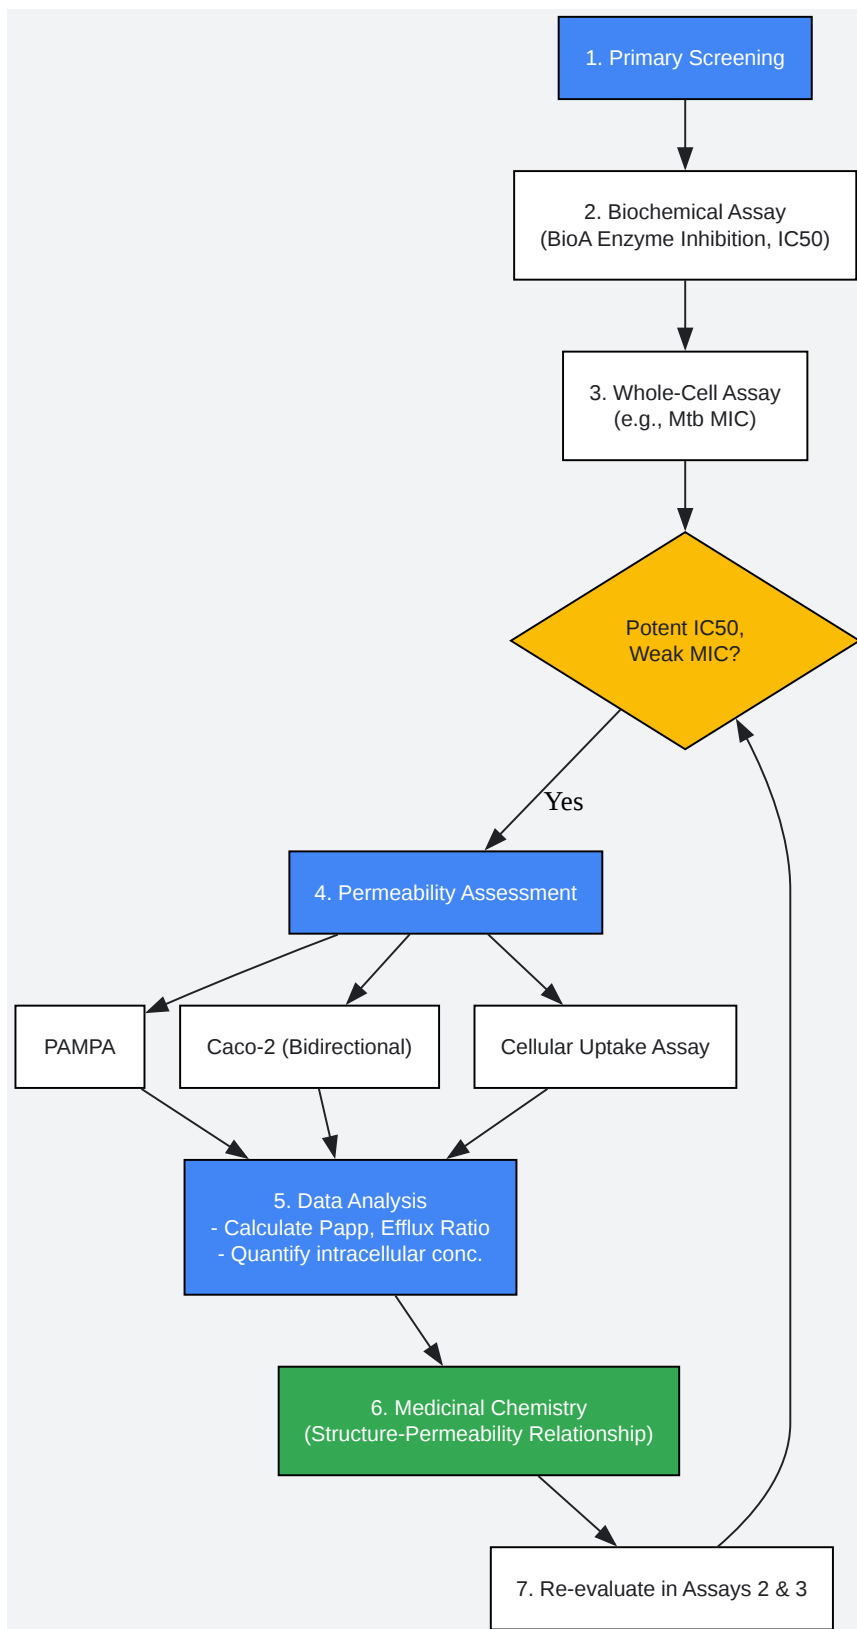 1. Primary Screening
2. Biochemical Assay
(BioA Enzyme Inhibition, IC50)
3. Whole-Cell Assay
(e.g., Mtb MIC)
Potent IC50,
Weak MIC?
Yes
4. Permeability Assessment
PAMPA
Caco-2 (Bidirectional)
Cellular Uptake Assay
5. Data Analysis
- Calculate Papp, Efflux Ratio
- Quantify intracellular conc.
6. Medicinal Chemistry
(Structure-Permeability Relationship)
7. Re-evaluate in Assays 2 & 3